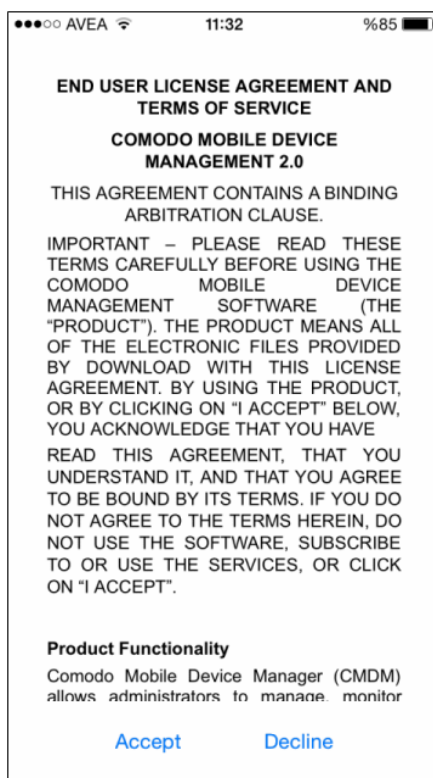 AVEA 11:32 %85
END USER LICENSE AGREEMENT AND
TERMS OF SERVICE
COMODO MOBILE DEVICE
MANAGEMENT 2.0
THIS AGREEMENT CONTAINS A BINDING
ARBITRATION CLAUSE.
IMPORTANT – PLEASE READ THESE
TERMS CAREFULLY BEFORE USING THE
COMODO MOBILE DEVICE
MANAGEMENT SOFTWARE (THE
“PRODUCT”). THE PRODUCT MEANS ALL
OF THE ELECTRONIC FILES PROVIDED
BY DOWNLOAD WITH THIS LICENSE
AGREEMENT. BY USING THE PRODUCT,
OR BY CLICKING ON “I ACCEPT” BELOW,
YOU ACKNOWLEDGE THAT YOU HAVE
READ THIS AGREEMENT, THAT YOU
UNDERSTAND IT, AND THAT YOU AGREE
TO BE BOUND BY ITS TERMS. IF YOU DO
NOT AGREE TO THE TERMS HEREIN, DO
NOT USE THE SOFTWARE, SUBSCRIBE
TO OR USE THE SERVICES, OR CLICK
ON “I ACCEPT”.
Product Functionality
Comodo Mobile Device Manager (CMDM)
allows administrators to manage, monitor
Accept Decline